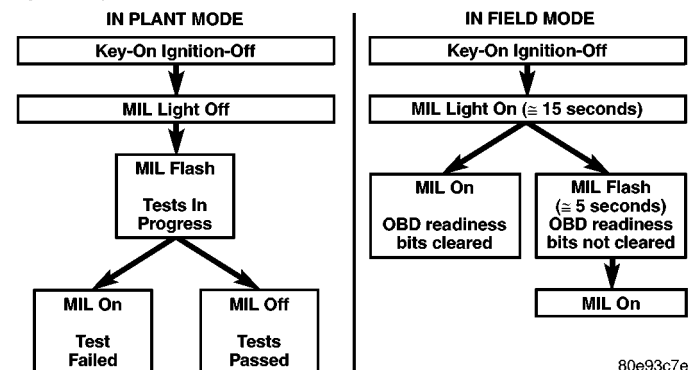 IN PLANT MODE
Key-On Ignition-Off
MIL Light Off
MIL Flash
Tests In
Progress
MIL On
Test
Failed
MIL Off
Tests
Passed
IN FIELD MODE
Key-On Ignition-Off
MIL Light On (≅ 15 seconds)
MIL On
OBD readiness
bits cleared
MIL Flash
(≅ 5 seconds)
OBD readiness
bits not cleared
MIL On
80e93c7e